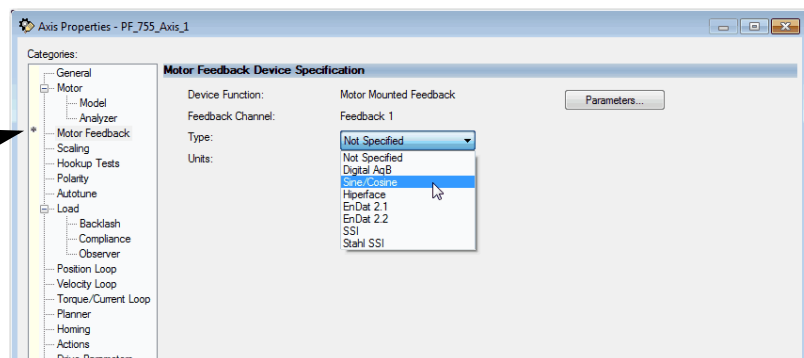 Axis Properties - PF_755_Axis_1
Categories:
General
Motor
Model
Analyzer
* Motor Feedback
Scaling
Hookup Tests
Polarity
Autotune
Load
Backlash
Compliance
Observer
Position Loop
Velocity Loop
Torque/Current Loop
Planner
Homing
Actions
Drive Parameters
Motor Feedback Device Specification
Device Function: Motor Mounted Feedback
Parameters...
Feedback Channel: Feedback 1
Type: Not Specified
Units:
Not Specified
Digital AqB
Sine/Cosine
Hiperface
EnDat 2.1
EnDat 2.2
SSI
Stahl SSI